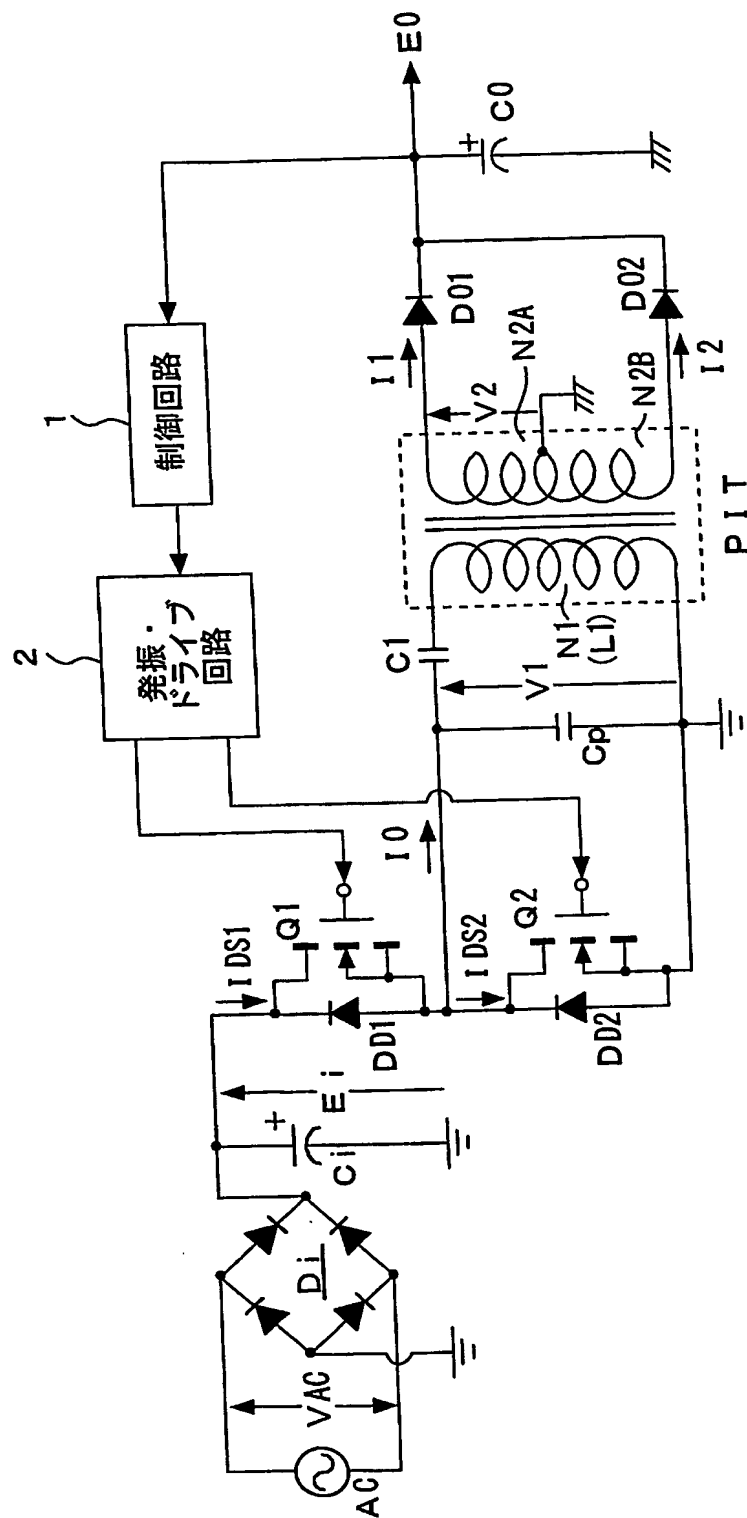 AC
VAC
Di
Ci
+
Ei
DD1
Q1
I DS1
DD2
Q2
I DS2
I0
2
発振・
ドライブ
回路
1
制御回路
Cp
V1
C1
N1
(L1)
PIT
V2
N2A
N2B
I1
I2
D01
D02
+
C0
E0